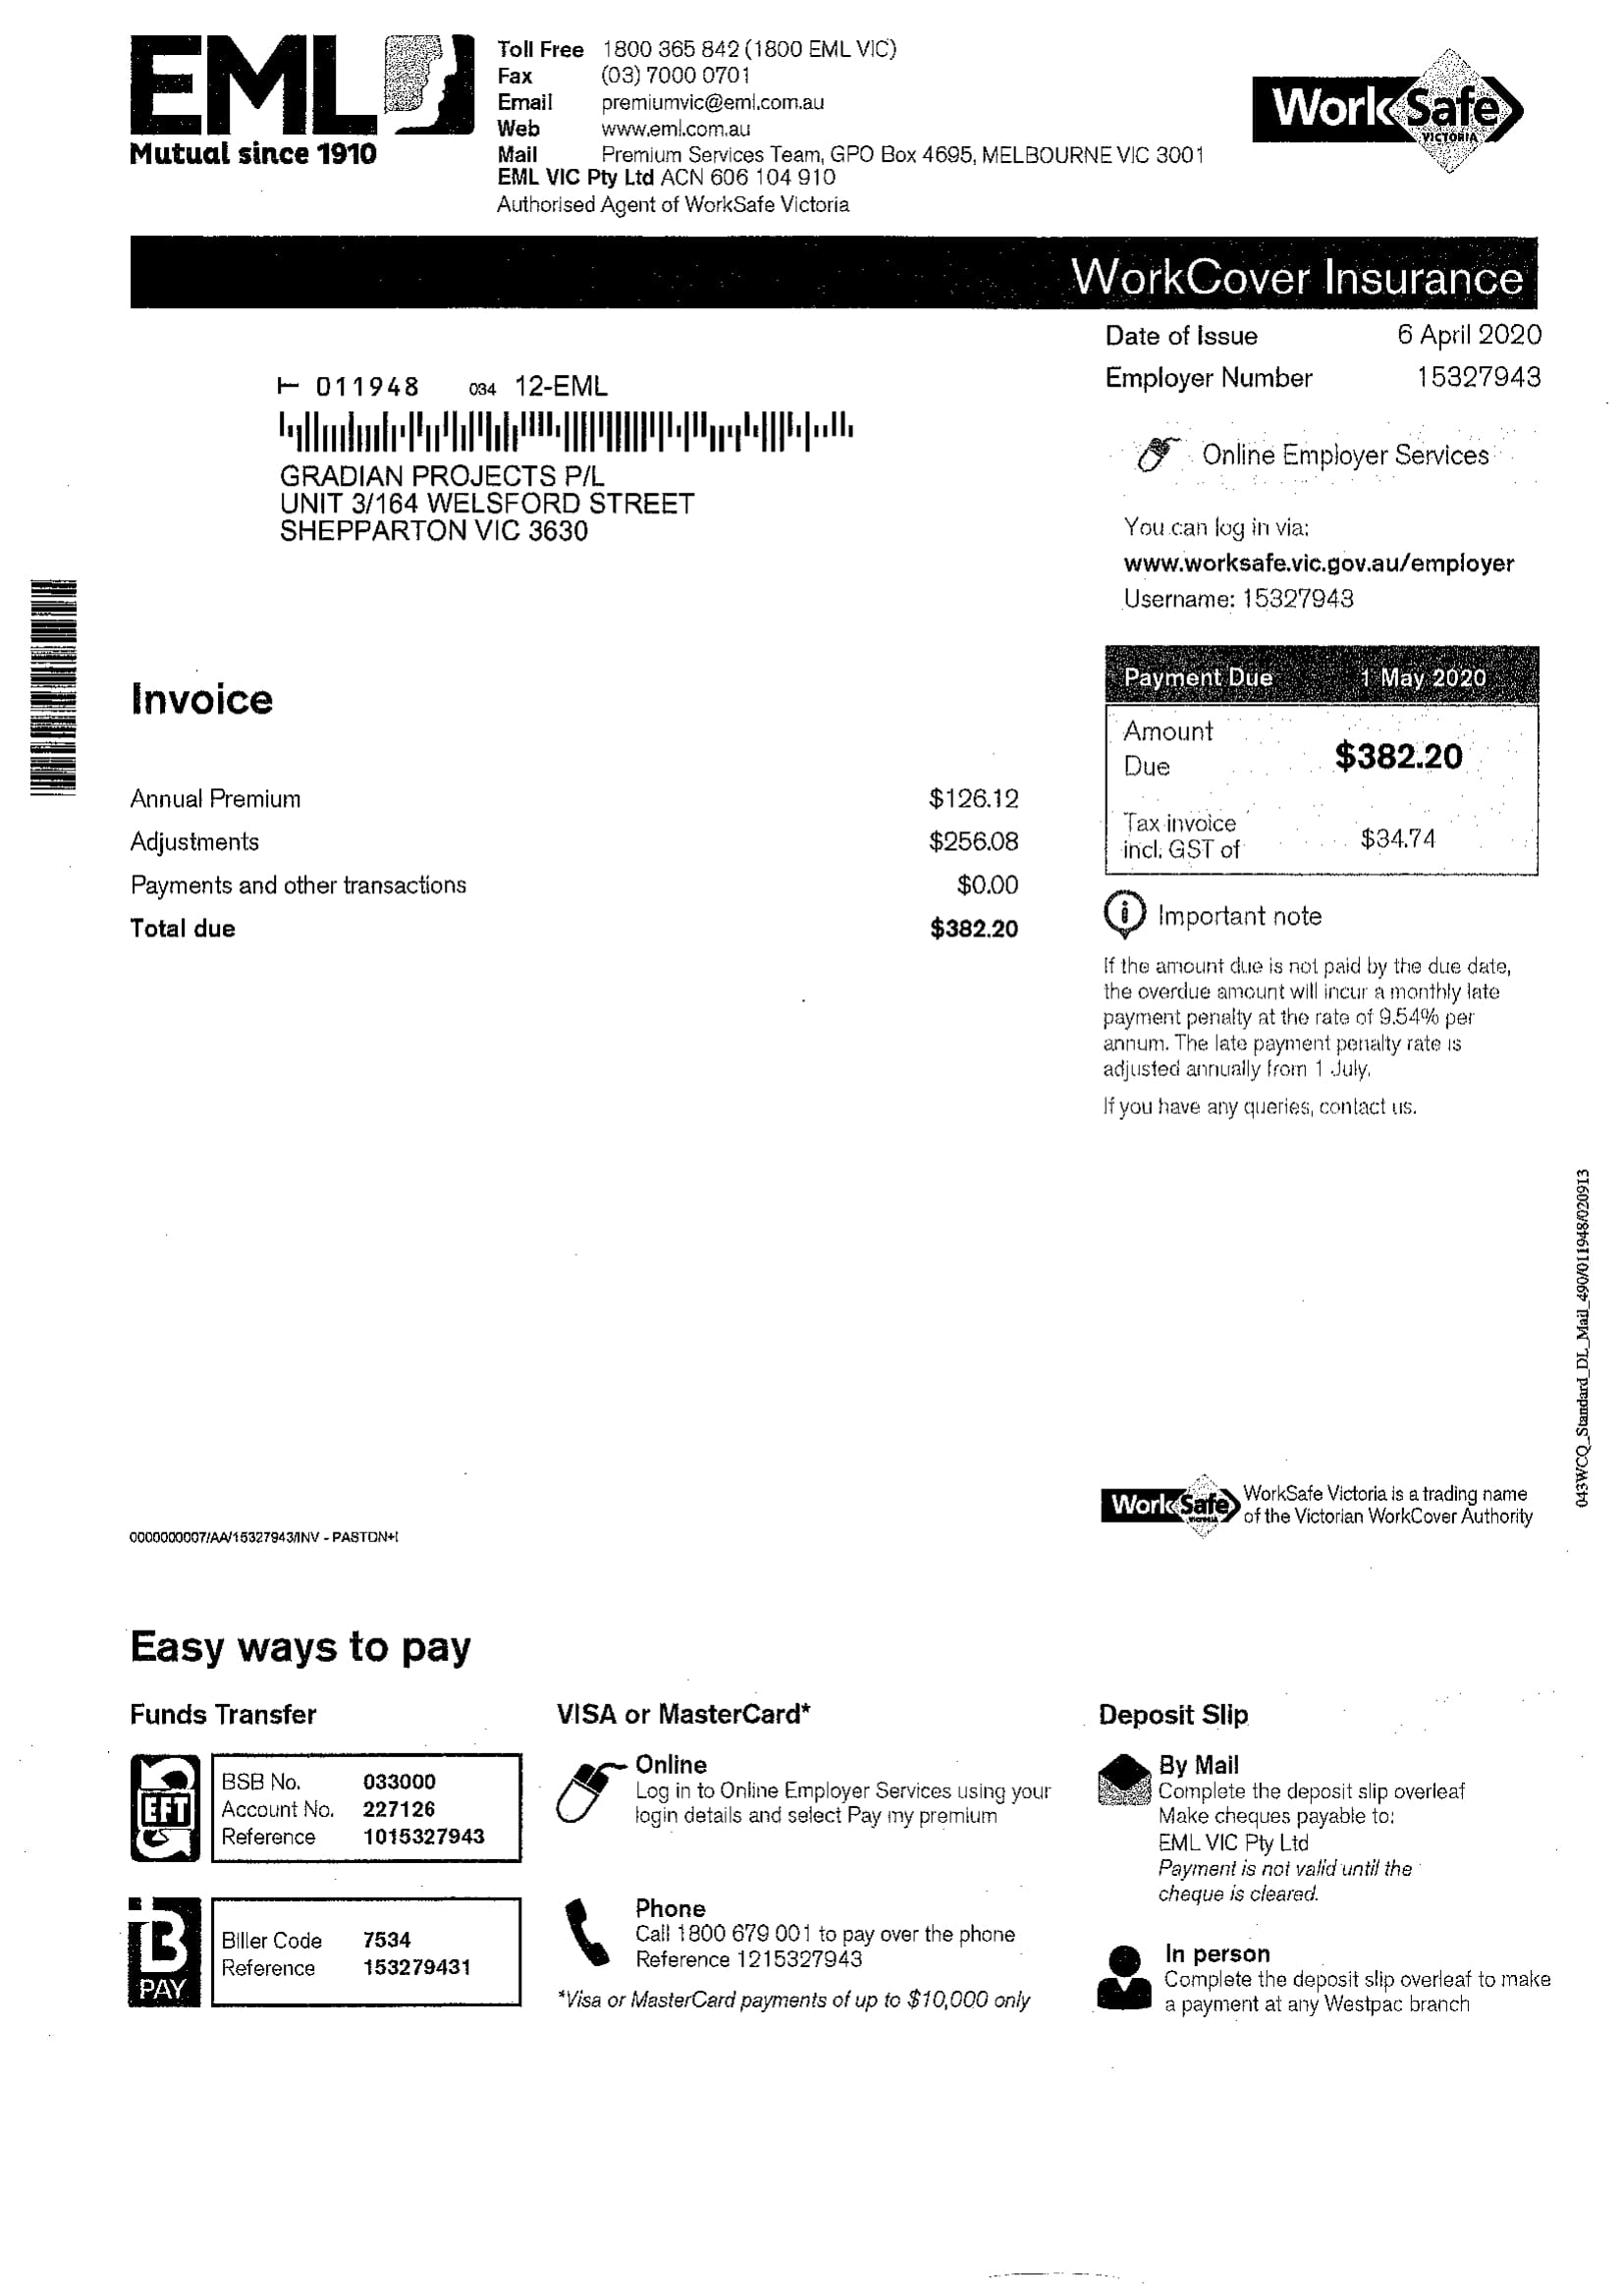 EML
Mutual since 1910
Toll Free 1800 365 842 (1800 EML VIC)
Fax (03) 7000 0701
Email premiumvic@eml.com.au
Web www.eml.com.au
Mail Premium Services Team, GPO Box 4695, MELBOURNE VIC 3001
EML VIC Pty Ltd ACN 606 104 910
Authorised Agent of WorkSafe Victoria
WorkSafe
VICTORIA
WorkCover Insurance
Date of Issue 6 April 2020
Employer Number 15327943
011948 034 12-EML
GRADIAN PROJECTS P/L
UNIT 3/164 WELSFORD STREET
SHEPPARTON VIC 3630
Online Employer Services
You can log in via:
www.worksafe.vic.gov.au/employer
Username: 15327943
Invoice
Annual Premium $126.12
Adjustments $256.08
Payments and other transactions $0.00
Total due $382.20
Payment Due 1 May 2020
Amount
Due $382.20
Tax invoice
incl. GST of $34.74
Important note
If the amount due is not paid by the due date,
the overdue amount will incur a monthly late
payment penalty at the rate of 9.54% per
annum. The late payment penalty rate is
adjusted annually from 1 July.
If you have any queries, contact us.
043WCQ_Standard_DL_Mail_490/011948/020913
WorkSafe
VICTORIA
WorkSafe Victoria is a trading name
of the Victorian WorkCover Authority
0000000007/AA/15327943/INV - PASTDN+I
Easy ways to pay
Funds Transfer
EFT
BSB No. 033000
Account No. 227126
Reference 1015327943
B
PAY
Biller Code 7534
Reference 153279431
VISA or MasterCard*
Online
Log in to Online Employer Services using your
login details and select Pay my premium
Phone
Call 1800 679 001 to pay over the phone
Reference 1215327943
*Visa or MasterCard payments of up to $10,000 only
Deposit Slip
By Mail
Complete the deposit slip overleaf
Make cheques payable to:
EML VIC Pty Ltd
Payment is not valid until the
cheque is cleared.
In person
Complete the deposit slip overleaf to make
a payment at any Westpac branch